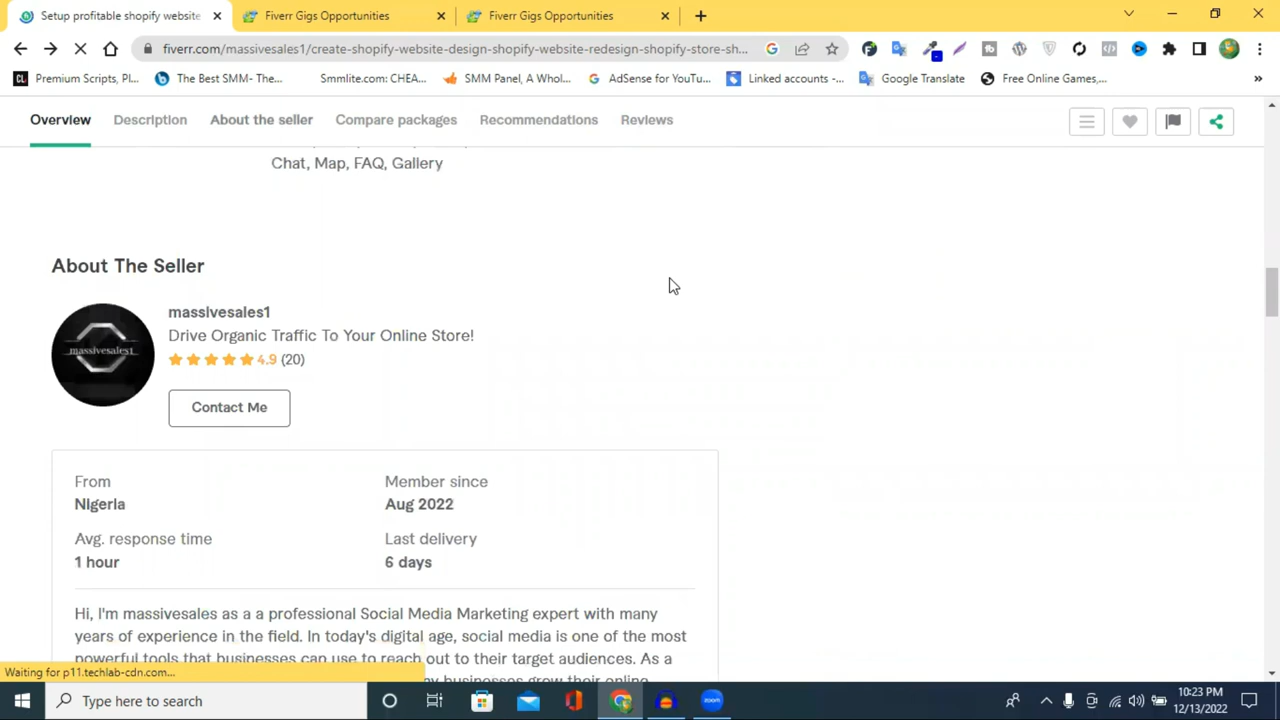 Setup profitable shopify website
Fiverr Gigs Opportunities
Fiverr Gigs Opportunities
fiverr.com/massivesales1/create-shopify-website-design-shopify-website-redesign-shopify-store-sh...
Premium Scripts, Pl...
The Best SMM- The...
Smmlite.com: CHEA...
SMM Panel, A Whol...
AdSense for YouTu...
Linked accounts -...
Google Translate
Free Online Games,...
Overview
Description
About the seller
Compare packages
Recommendations
Reviews
Chat, Map, FAQ, Gallery
About The Seller
massivesales1
massivesales1
Drive Organic Traffic To Your Online Store!
4.9 (20)
Contact Me
From
Nigeria
Member since
Aug 2022
Avg. response time
1 hour
Last delivery
6 days
Hi, I'm massivesales as a a professional Social Media Marketing expert with many
years of experience in the field. In today's digital age, social media is one of the most
powerful tools that businesses can use to reach out to their target audiences. As a
ny businesses grow their online
Waiting for p11.techlab-cdn.com...
Type here to search
zoom
10:23 PM
12/13/2022